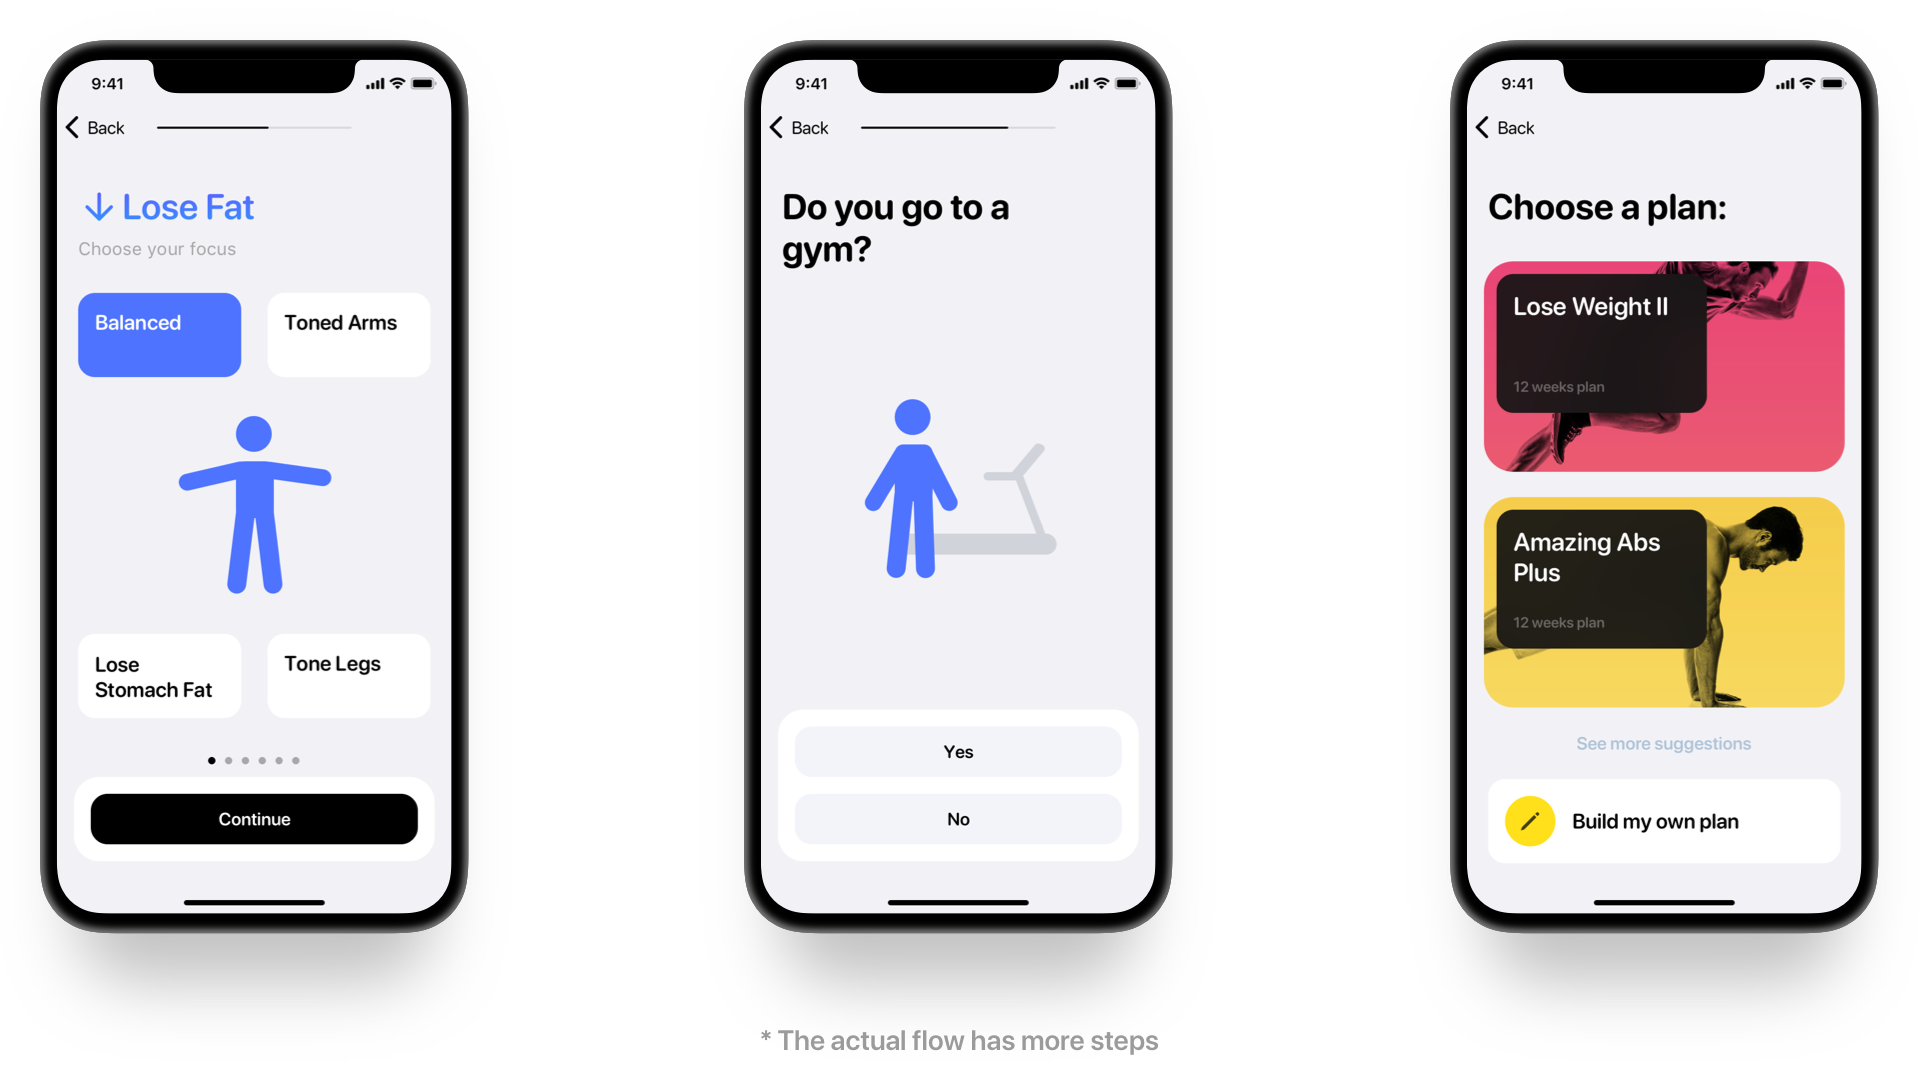 9:41
Back
Lose Fat
Choose your focus
Balanced
Toned Arms
Lose
Stomach Fat
Tone Legs
Continue
9:41
Back
Do you go to a
gym?
Yes
No
9:41
Back
Choose a plan:
Lose Weight II
12 weeks plan
Amazing Abs
Plus
12 weeks plan
See more suggestions
Build my own plan
* The actual flow has more steps